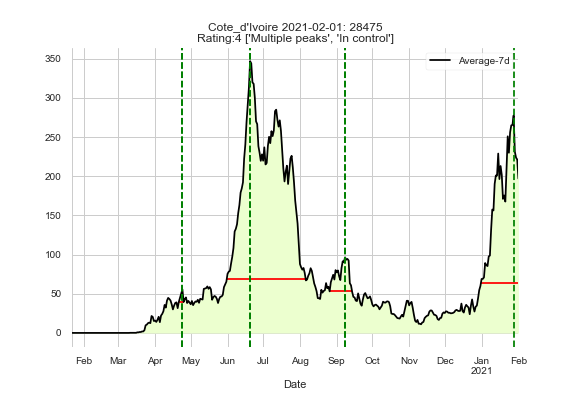 Cote_d'Ivoire 2021-02-01: 28475
Rating:4 ['Multiple peaks', 'In control']
Average-7d
350
300
250
200
150
100
50
0
Feb Mar Apr May Jun Jul Aug Sep Oct Nov Dec Jan Feb
2021
Date